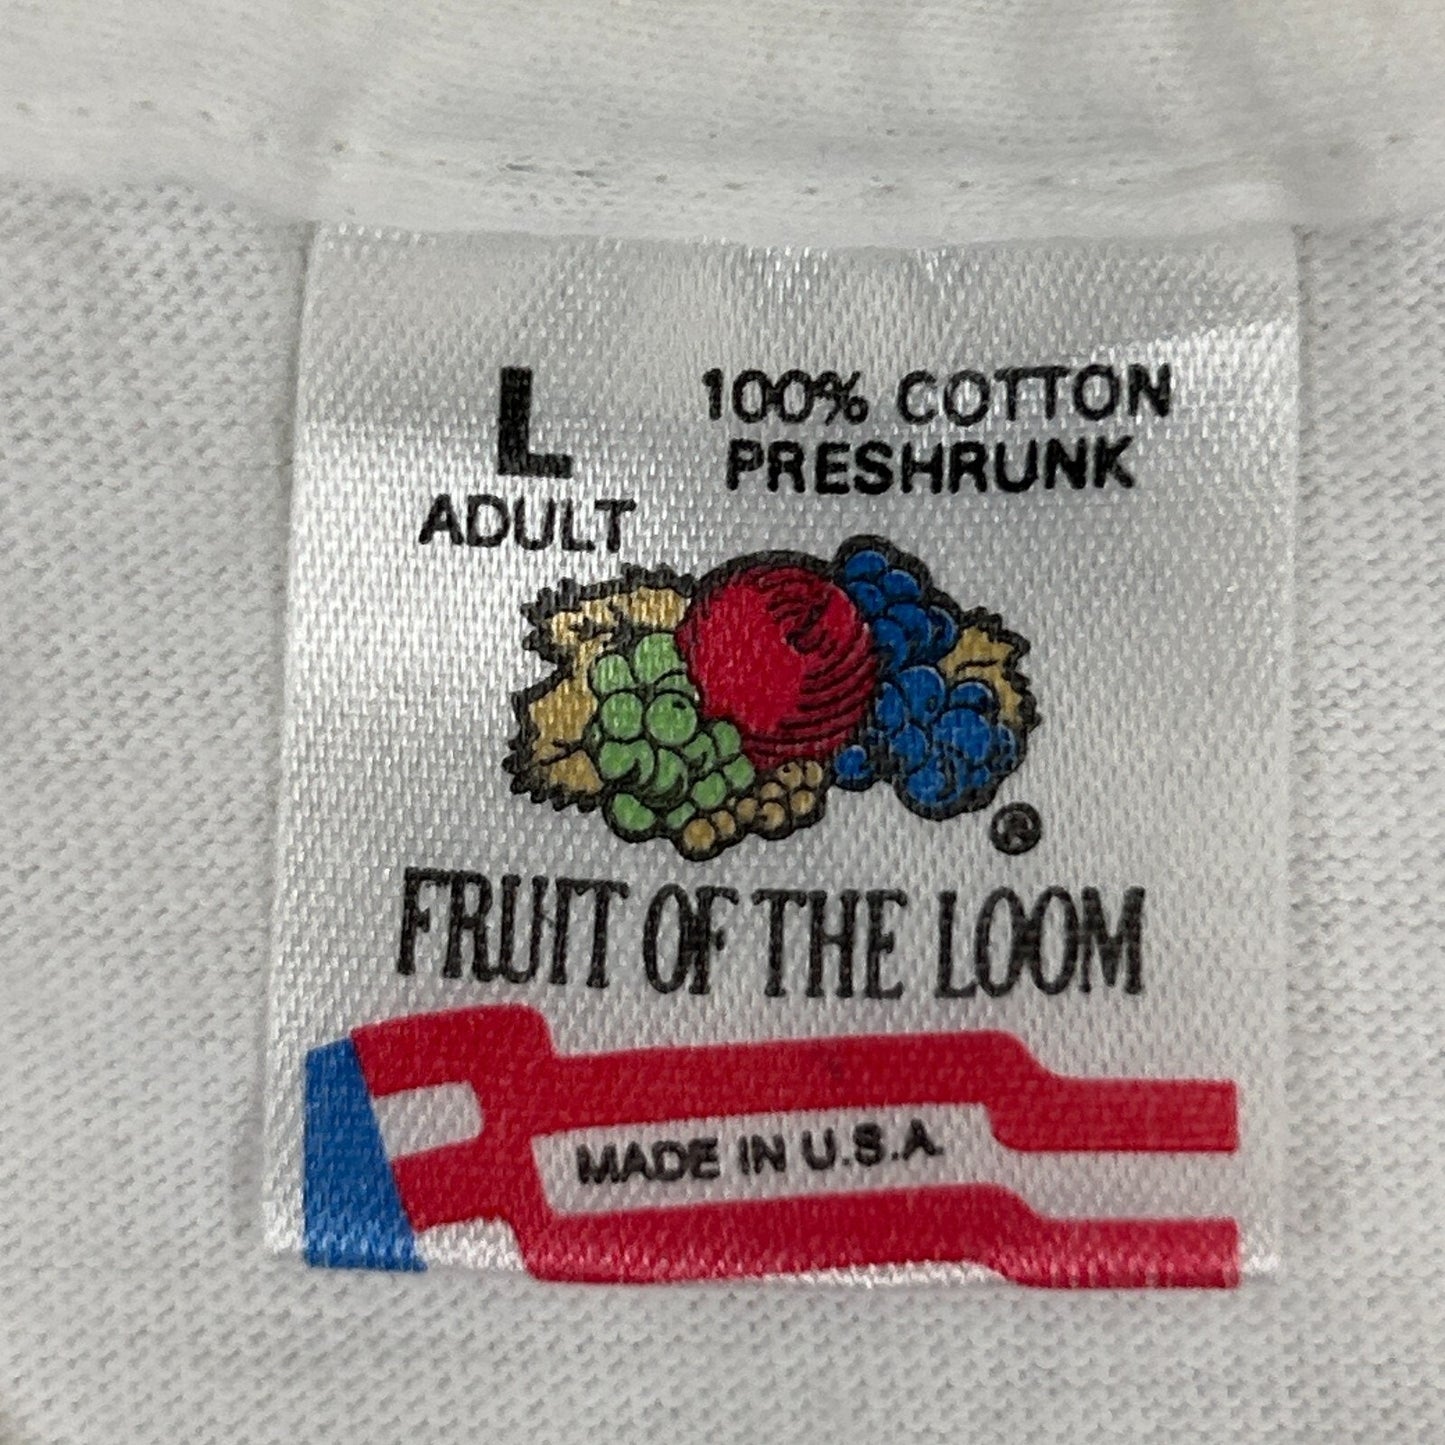 L
ADULT
100% COTTON
PRESHRUNK
®
FRUIT OF THE LOOM
MADE IN U.S.A.